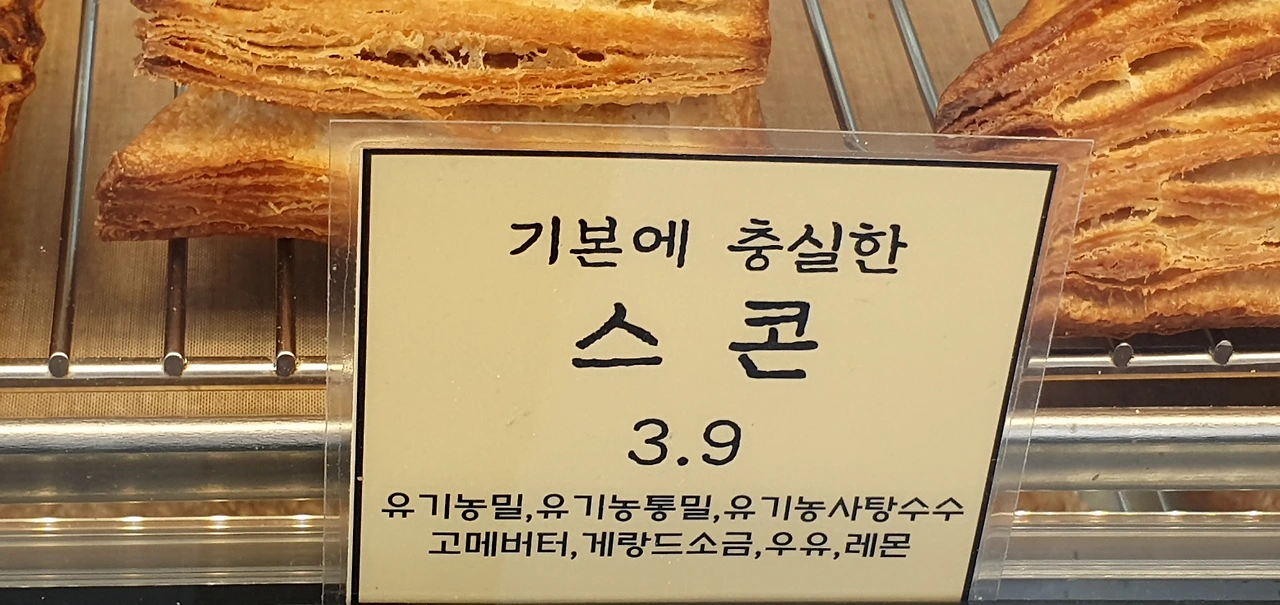 기본에 충실한
스 콘
3.9
유기농밀,유기농통밀,유기농사탕수수
고메버터,게랑드소금,우유,레몬